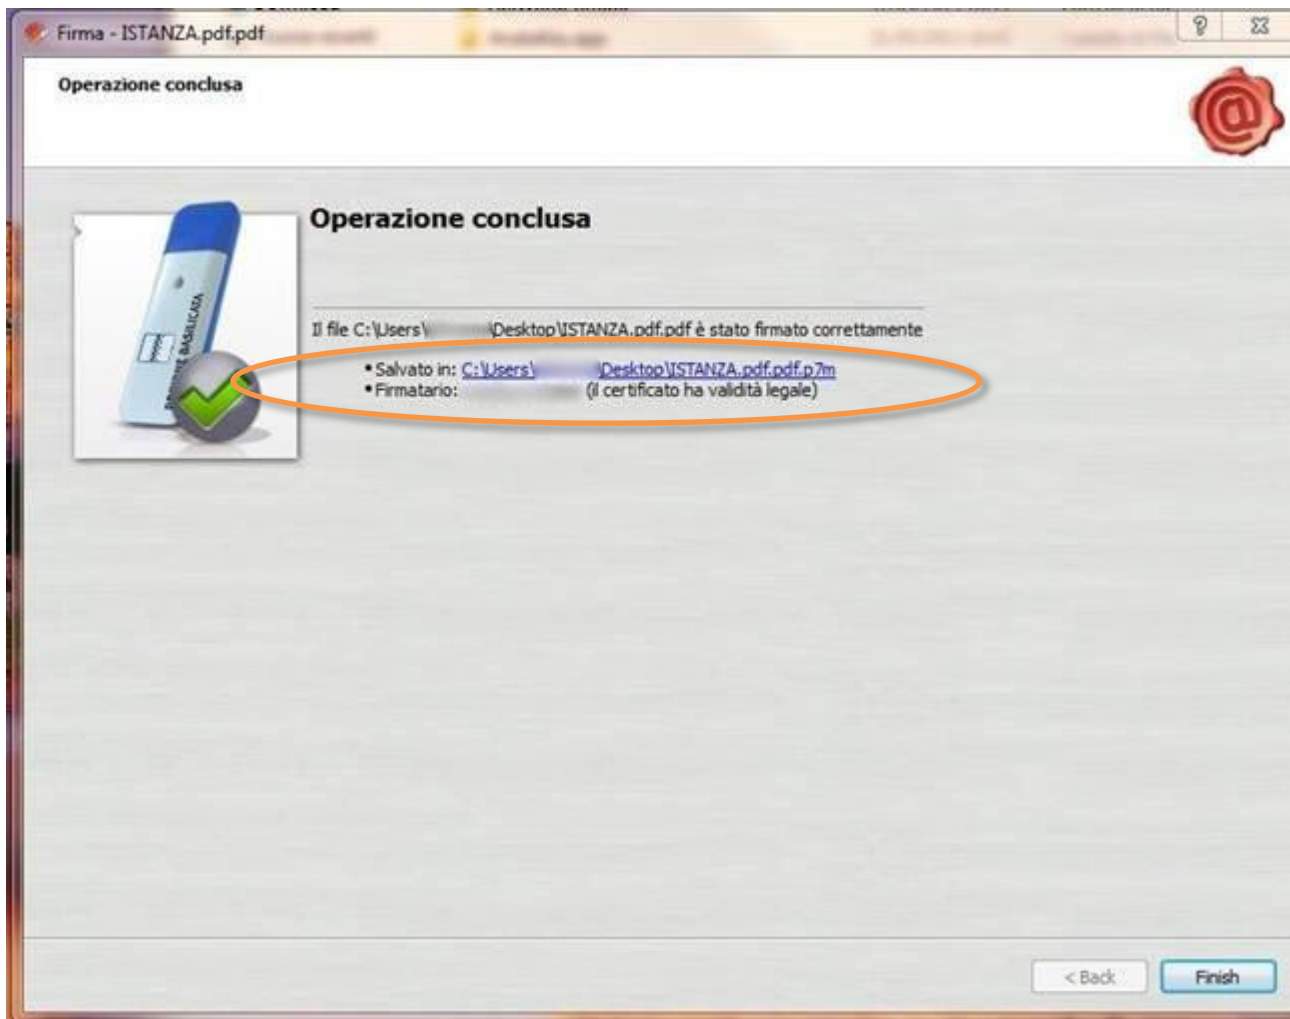 Firma - ISTANZA.pdf.pdf
Operazione conclusa
@
Operazione conclusa
BASILICATA
Il file C:\Users\ \Desktop\ISTANZA.pdf.pdf è stato firmato correttamente
• Salvato in: C:\Users\ \Desktop\ISTANZA.pdf.pdf.p7m
• Firmatario: (il certificato ha validità legale)
< Back Finish